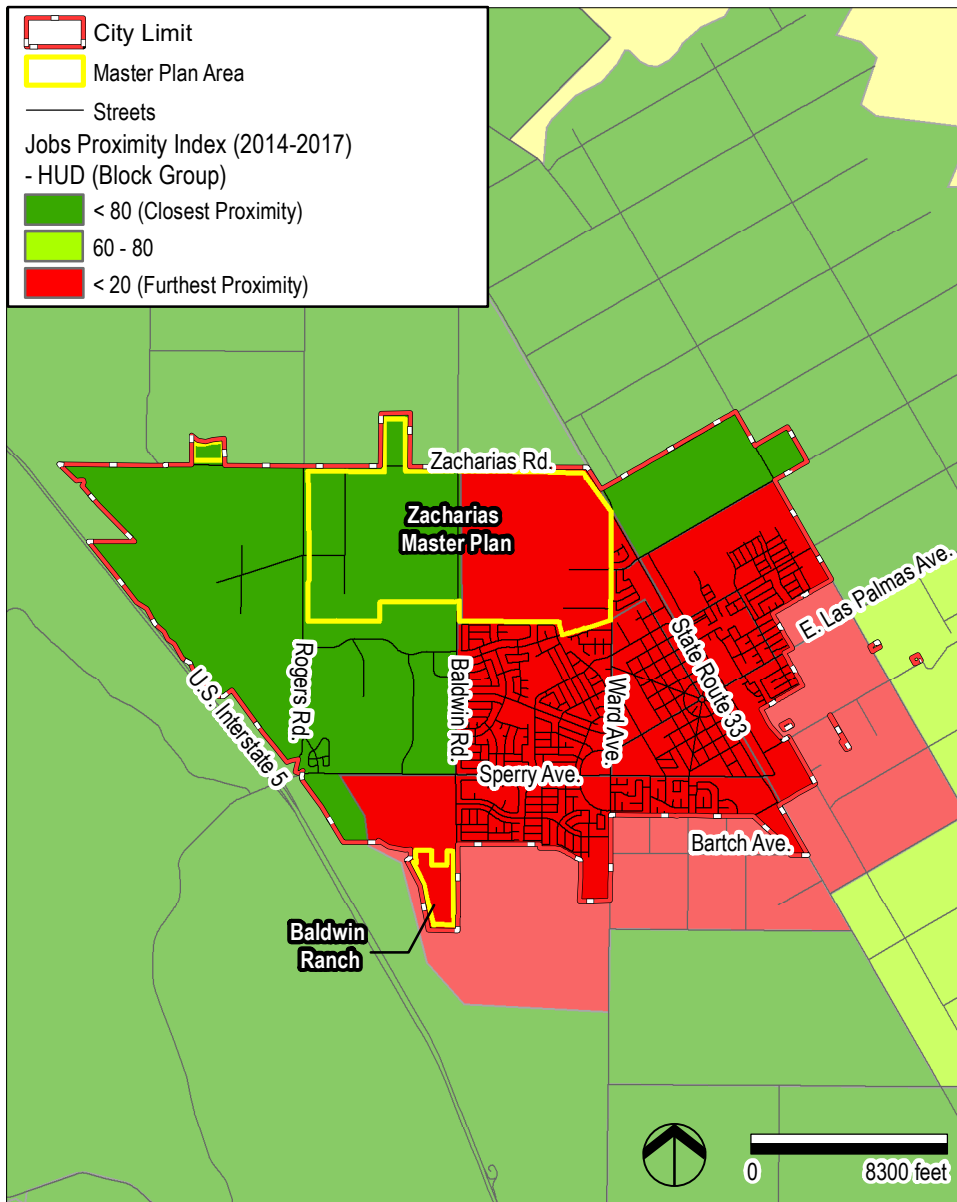 City Limit
Master Plan Area
Streets
Jobs Proximity Index (2014-2017)
- HUD (Block Group)
< 80 (Closest Proximity)
60 - 80
< 20 (Furthest Proximity)
Zacharias Rd.
Zacharias
Master Plan
E. Las Palmas Ave.
State Route 33
Rogers Rd.
Baldwin Rd.
Ward Ave.
U.S. Interstate 5
Sperry Ave.
Bartch Ave.
Baldwin
Ranch
0 8300 feet